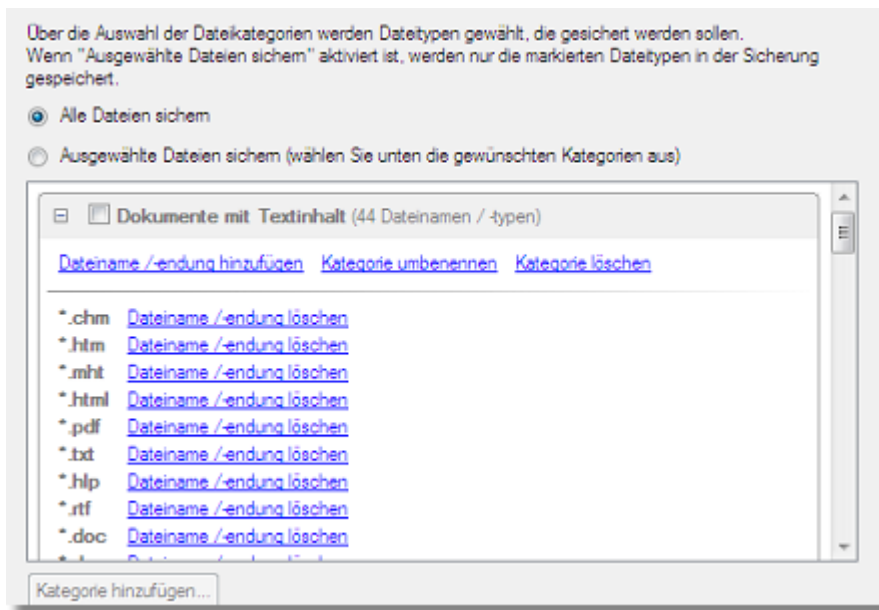 Über die Auswahl der Dateikategorien werden Dateitypen gewählt, die gesichert werden sollen.
Wenn "Ausgewählte Dateien sichern" aktiviert ist, werden nur die markierten Dateitypen in der Sicherung
gespeichert.
Alle Dateien sichern
Ausgewählte Dateien sichern (wählen Sie unten die gewünschten Kategorien aus)
Dokumente mit Textinhalt (44 Dateinamen / -typen)
Dateiname /-endung hinzufügen Kategorie umbenennen Kategorie löschen
*.chm Dateiname /-endung löschen
*.htm Dateiname /-endung löschen
*.mht Dateiname /-endung löschen
*.html Dateiname /-endung löschen
*.pdf Dateiname /-endung löschen
*.txt Dateiname /-endung löschen
*.hlp Dateiname /-endung löschen
*.rtf Dateiname /-endung löschen
*.doc Dateiname /-endung löschen
Kategorie hinzufügen...